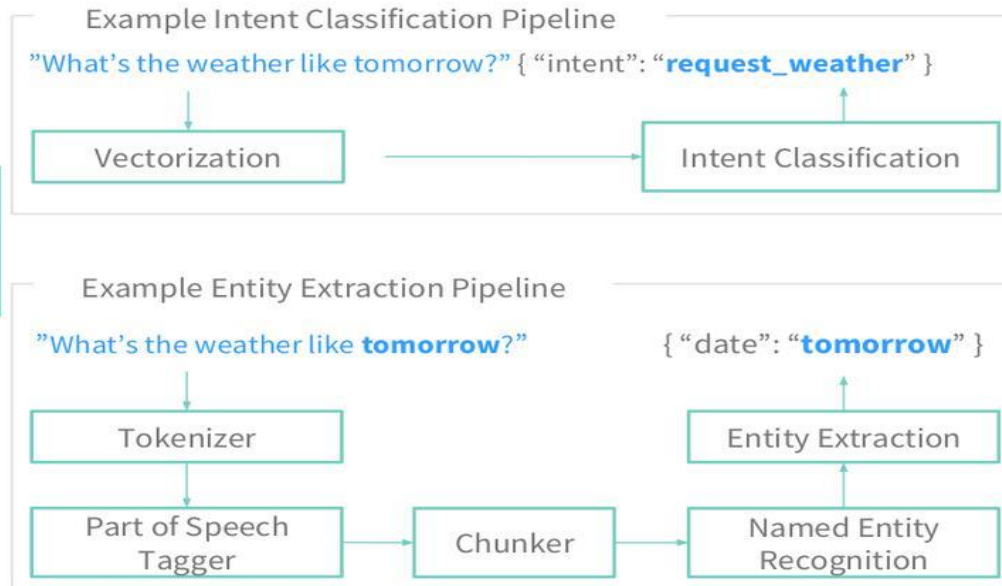 Example Intent Classification Pipeline
”What’s the weather like tomorrow?” { “intent”: “request_weather” }
Vectorization
Intent Classification
Example Entity Extraction Pipeline
”What’s the weather like tomorrow?”
{ “date”: “tomorrow” }
Tokenizer
Entity Extraction
Part of Speech
Tagger
Chunker
Named Entity
Recognition